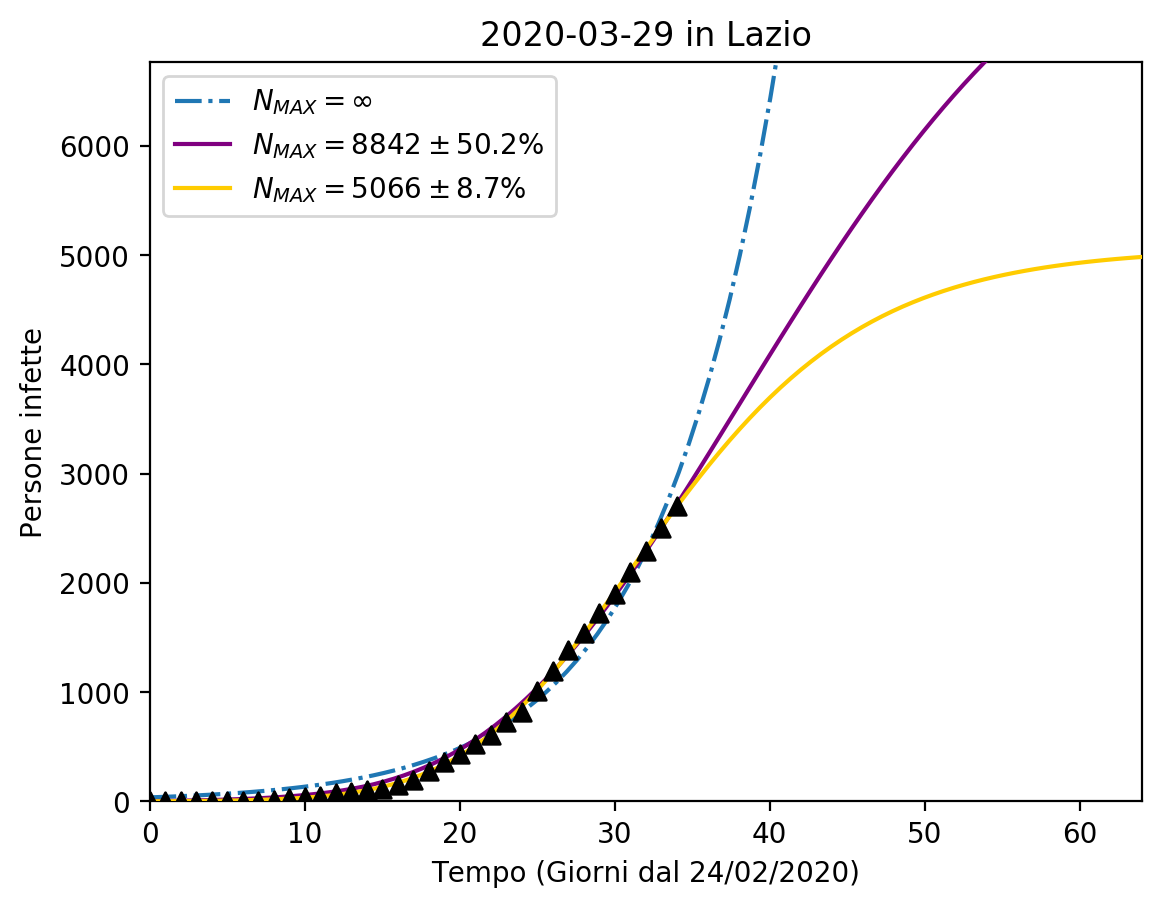 2020-03-29 in Lazio
N_MAX = ∞
N_MAX = 8842 ± 50.2%
N_MAX = 5066 ± 8.7%
Persone infette
6000
5000
4000
3000
2000
1000
0
0 10 20 30 40 50 60
Tempo (Giorni dal 24/02/2020)